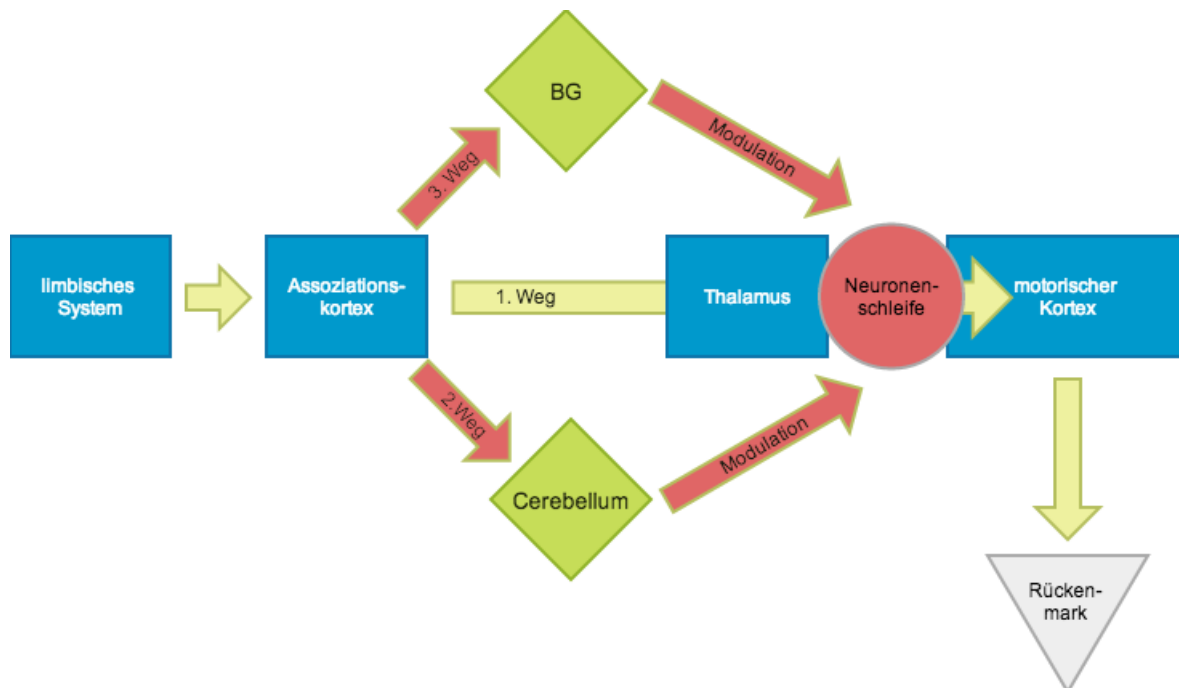 BG
Modulation
3. Weg
limbisches
System
Assoziations-
kortex
1. Weg
Thalamus
Neuronen-
schleife
motorischer
Kortex
2.Weg
Modulation
Cerebellum
Rücken-
mark